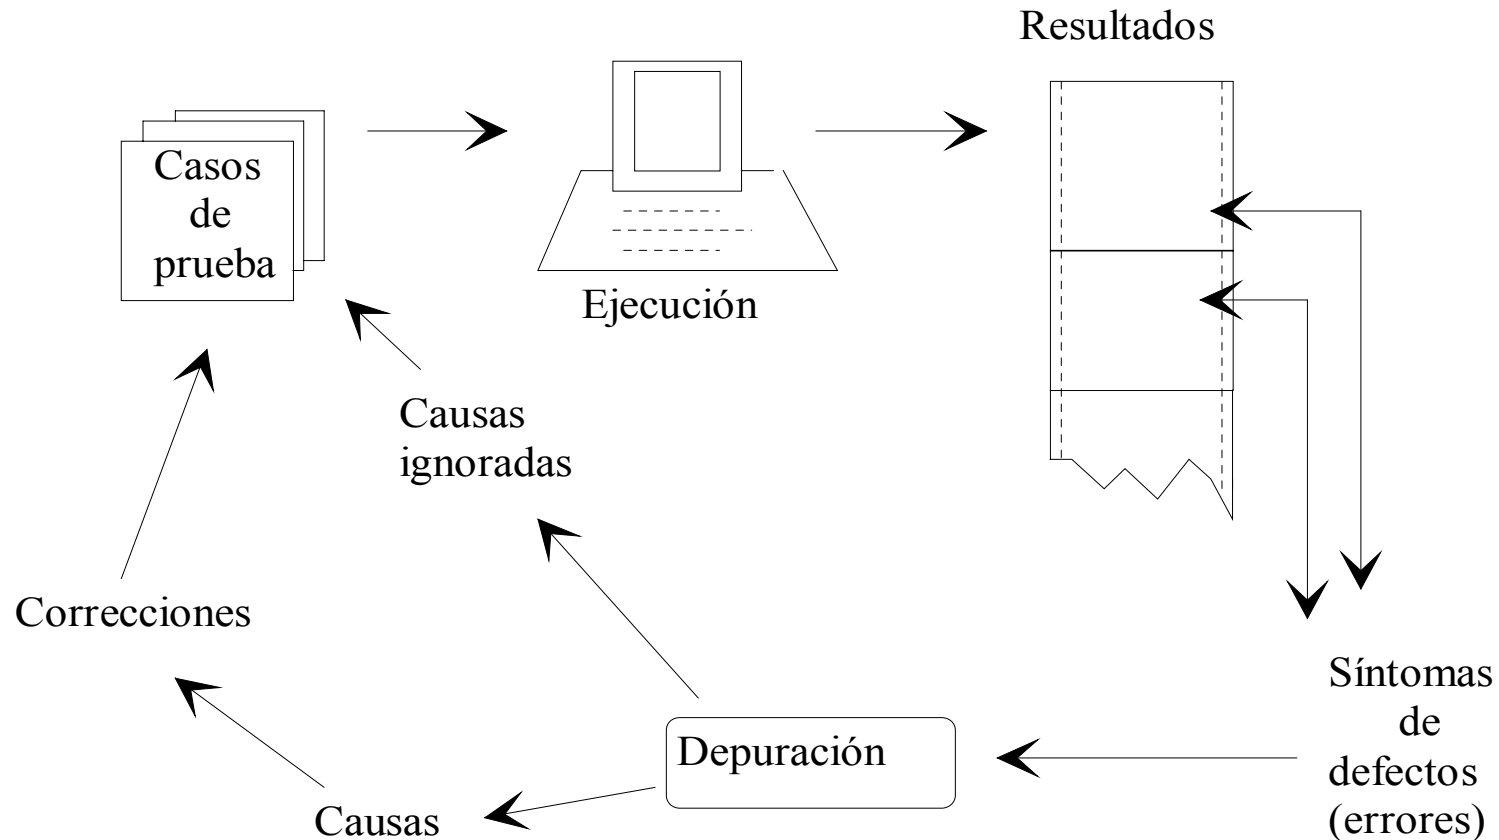 Resultados
Casos
de
prueba
Ejecución
Causas
ignoradas
Correcciones
Síntomas
de
defectos
(errores)
Depuración
Causas